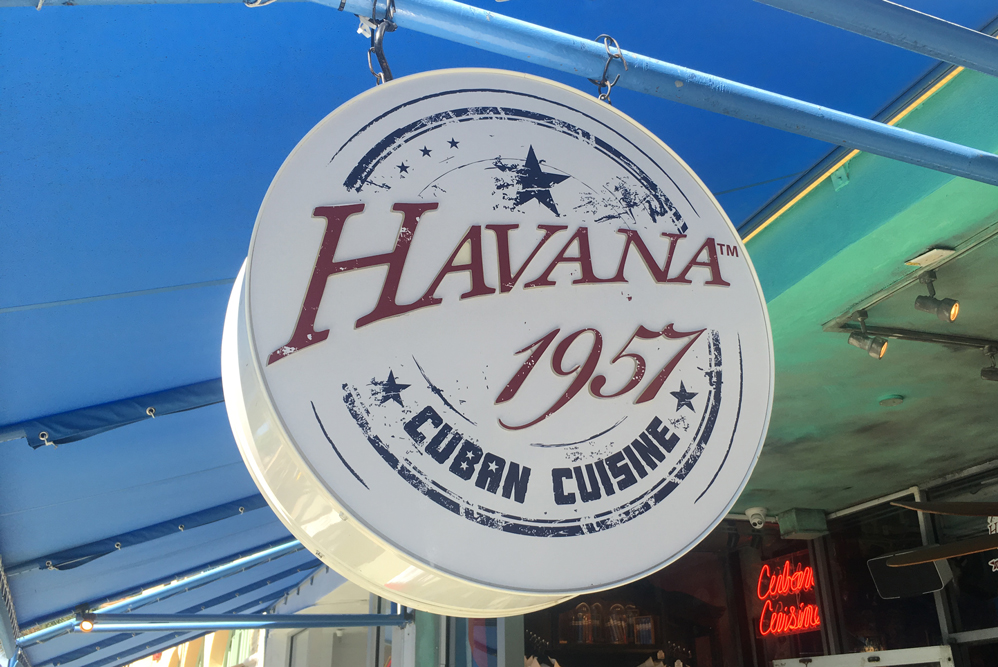 HAVANA™
1957
CUBAN CUISINE
Cuban
Cuisine